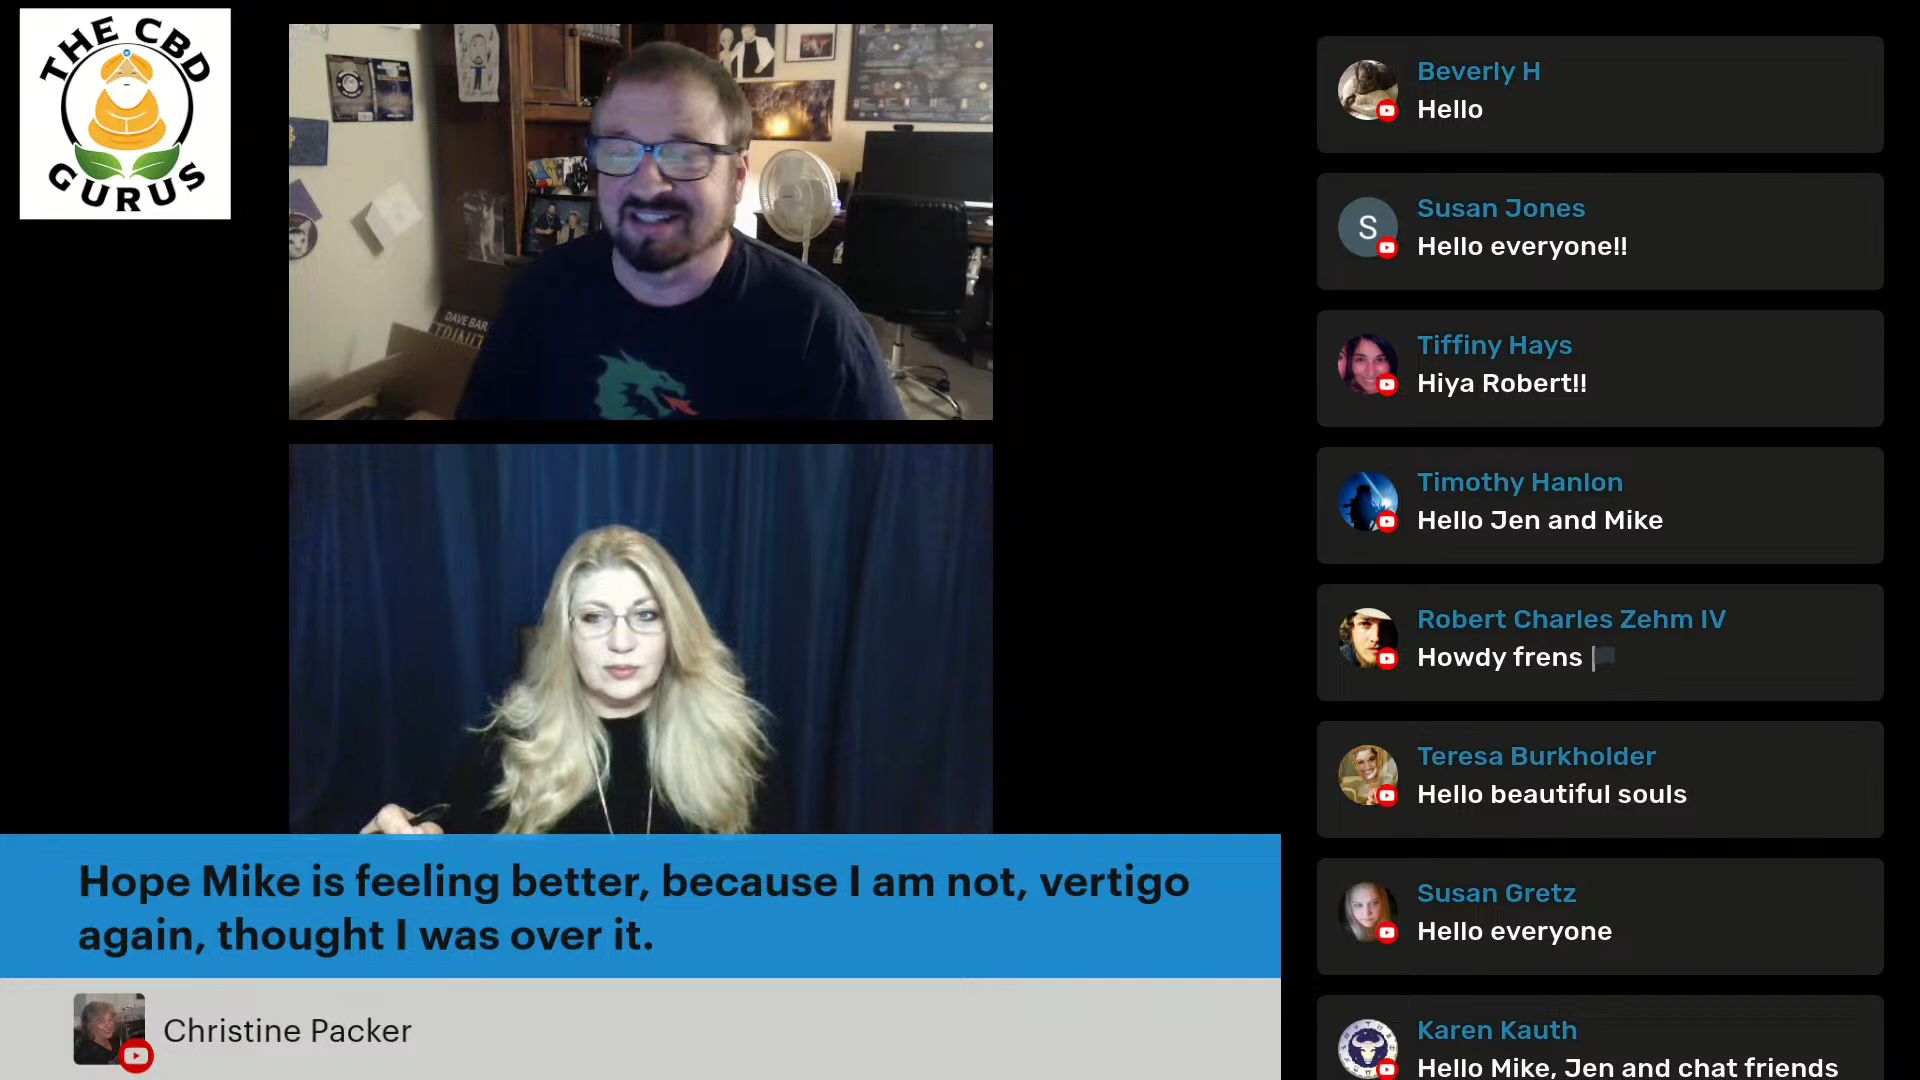 THE CBD
GURUS
DAVE BAR
TRINIT
Hope Mike is feeling better, because I am not, vertigo
again, thought I was over it.
Christine Packer
Beverly H
Hello
S
Susan Jones
Hello everyone!!
Tiffiny Hays
Hiya Robert!!
Timothy Hanlon
Hello Jen and Mike
Robert Charles Zehm IV
Howdy frens
Teresa Burkholder
Hello beautiful souls
Susan Gretz
Hello everyone
Karen Kauth
Hello Mike, Jen and chat friends